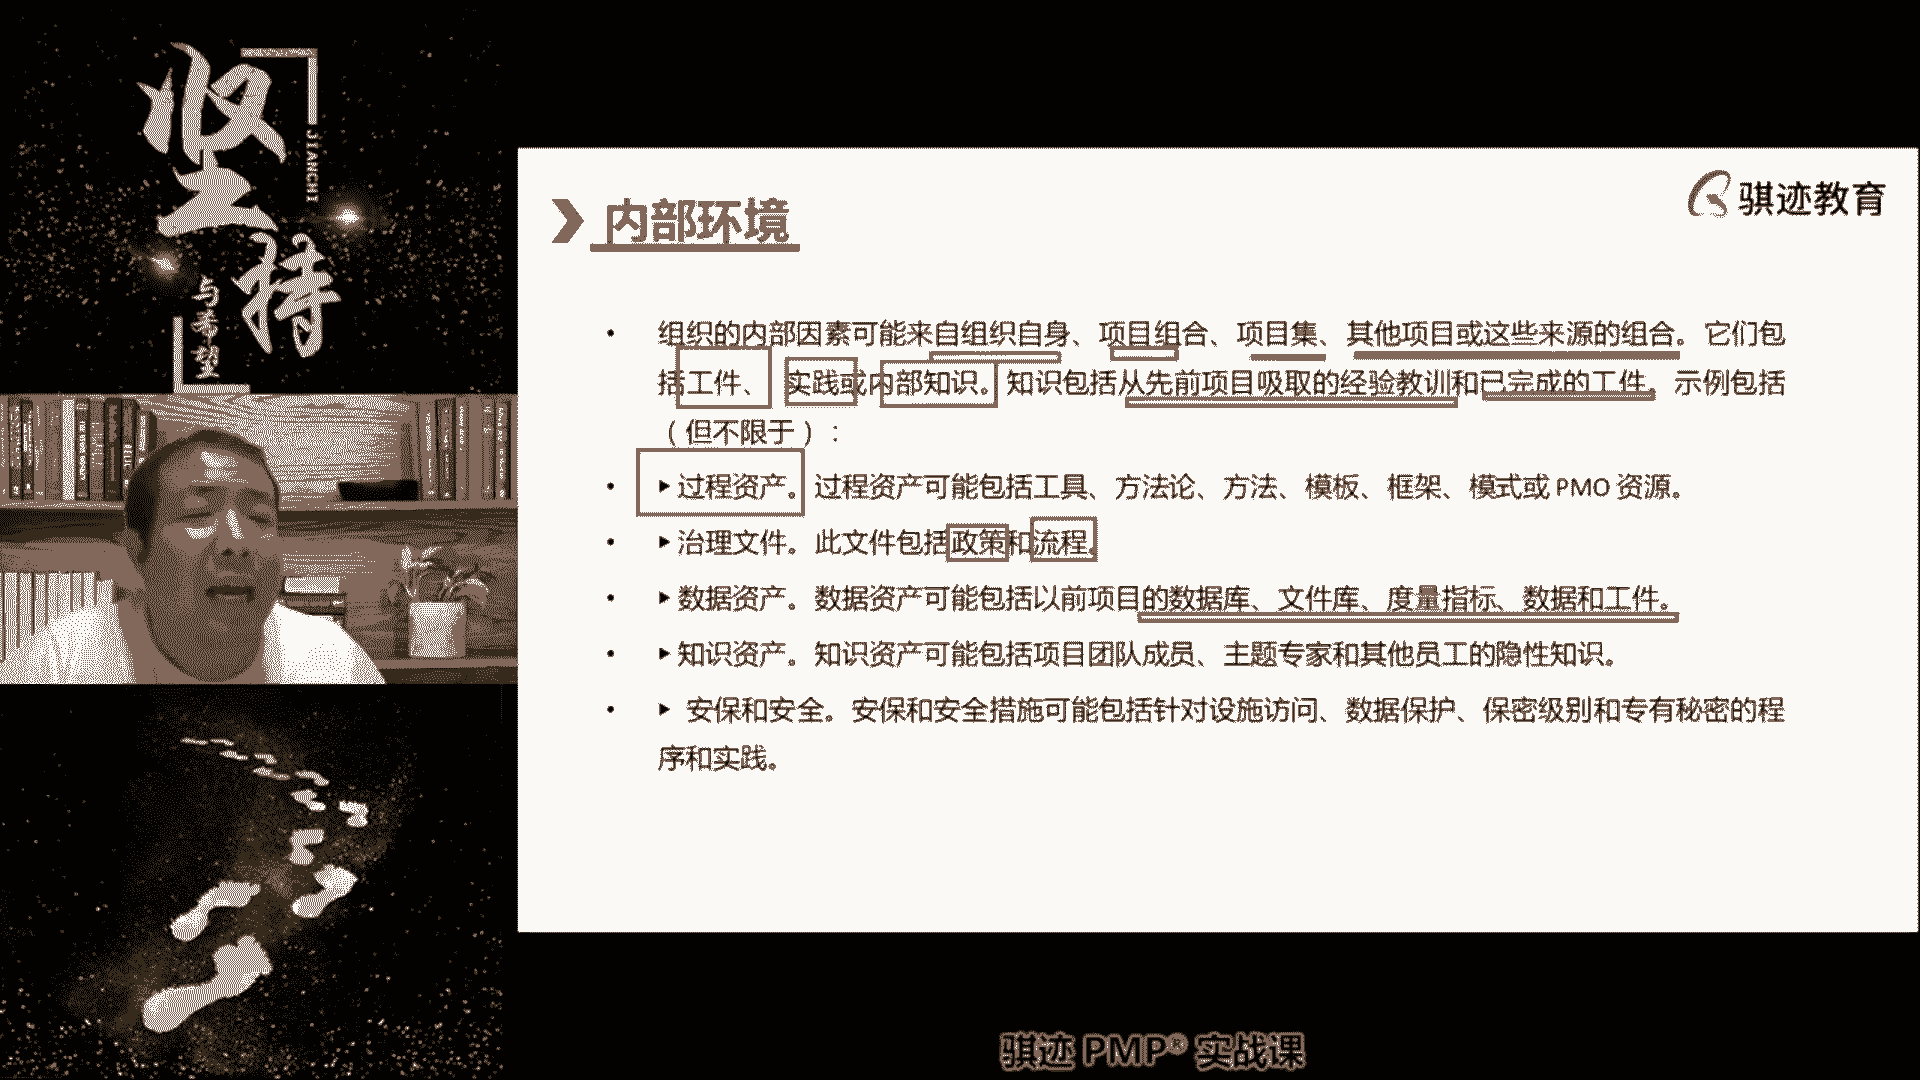 坚持
JIANCHI
与希望
骐迹教育
内部环境
• 组织的内部因素可能来自组织自身、项目组合、项目集、其他项目或这些来源的组合。它们包
括工件、 实践或内部知识。 知识包括从先前项目吸取的经验教训和已完成的工件。示例包括
（但不限于）：
• ▶过程资产。过程资产可能包括工具、方法论、方法、模板、框架、模式或 PMO 资源。
• ▶治理文件。此文件包括政策和流程。
• ▶数据资产。数据资产可能包括以前项目的数据库、文件库、度量指标、数据和工件。
• ▶知识资产。知识资产可能包括项目团队成员、主题专家和其他员工的隐性知识。
• ▶ 安保和安全。安保和安全措施可能包括针对设施访问、数据保护、保密级别和专有秘密的程
序和实践。
骐迹 PMP® 实战课